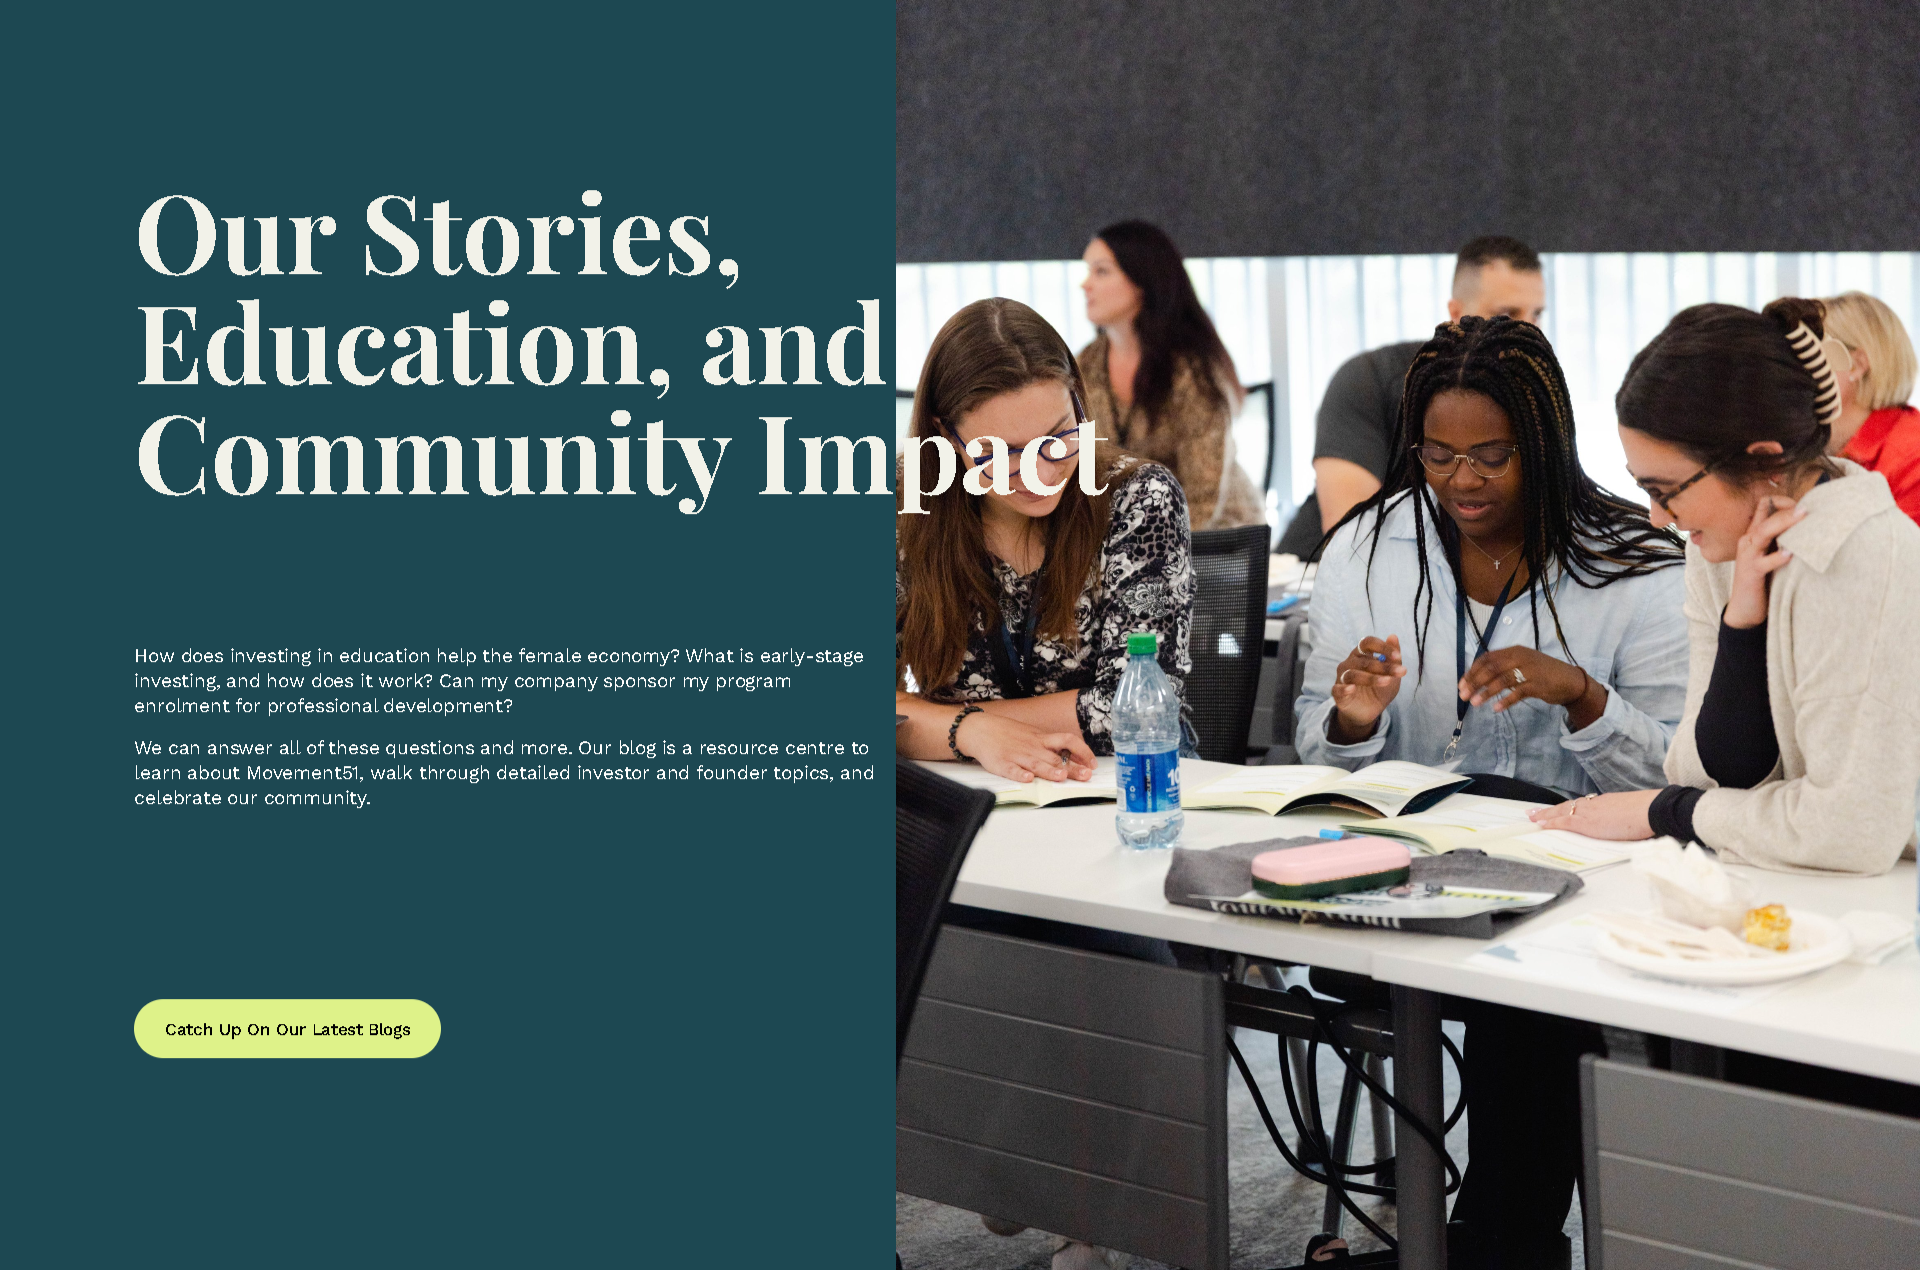 Our Stories,
Education, and
Community Impact
How does investing in education help the female economy? What is early-stage
investing, and how does it work? Can my company sponsor my program
enrolment for professional development?
We can answer all of these questions and more. Our blog is a resource centre to
learn about Movement51, walk through detailed investor and founder topics, and
celebrate our community.
Catch Up On Our Latest Blogs